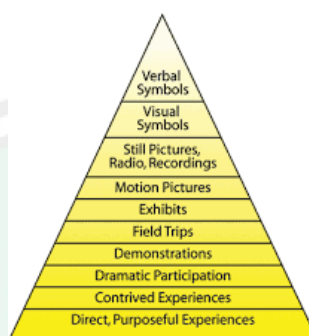 Verbal
Symbols
Visual
Symbols
Still Pictures,
Radio, Recordings
Motion Pictures
Exhibits
Field Trips
Demonstrations
Dramatic Participation
Contrived Experiences
Direct, Purposeful Experiences